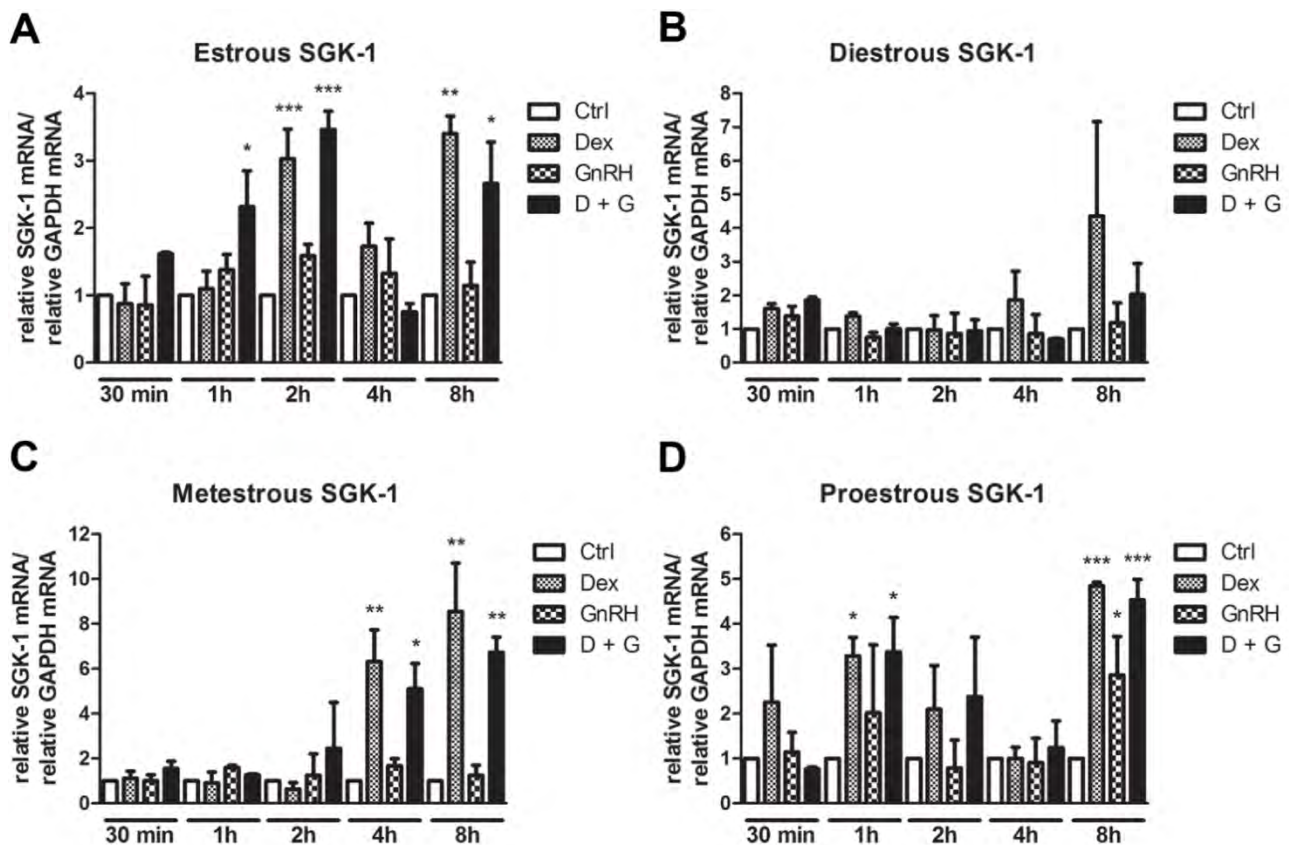 A
Estrous SGK-1
relative SGK-1 mRNA/
relative GAPDH mRNA
4
3
2
1
0
*
***
***
**
*
30 min 1h 2h 4h 8h
Ctrl
Dex
GnRH
D + G
B
Diestrous SGK-1
relative SGK-1 mRNA/
relative GAPDH mRNA
8
7
6
5
4
3
2
1
0
30 min 1h 2h 4h 8h
Ctrl
Dex
GnRH
D + G
C
Metestrous SGK-1
relative SGK-1 mRNA/
relative GAPDH mRNA
12
10
8
6
4
2
0
**
*
**
**
30 min 1h 2h 4h 8h
Ctrl
Dex
GnRH
D + G
D
Proestrous SGK-1
relative SGK-1 mRNA/
relative GAPDH mRNA
6
5
4
3
2
1
0
*
*
***
*
***
30 min 1h 2h 4h 8h
Ctrl
Dex
GnRH
D + G